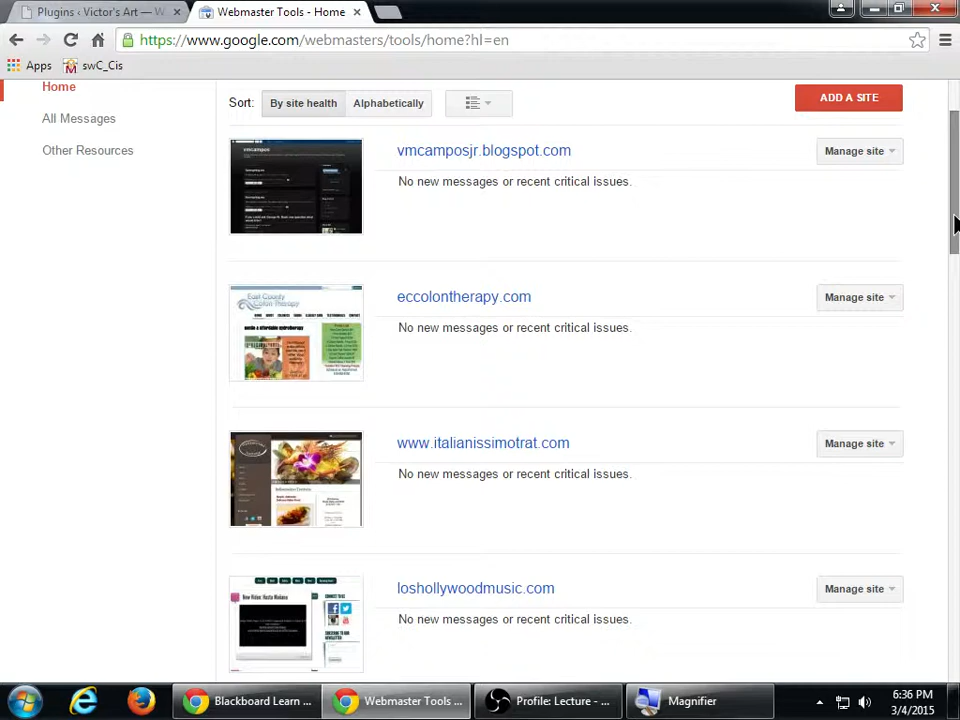 Plugins ‹ Victor's Art — W
Webmaster Tools - Home
https://www.google.com/webmasters/tools/home?hl=en
Apps swC_Cis
Home
All Messages
Other Resources
Sort: By site health Alphabetically
ADD A SITE
vmcamposjr.blogspot.com
Manage site
No new messages or recent critical issues.
East County Colon Therapy
eccolontherapy.com
Manage site
No new messages or recent critical issues.
www.italianissimotrat.com
Manage site
No new messages or recent critical issues.
loshollywoodmusic.com
Manage site
No new messages or recent critical issues.
Blackboard Learn ...
Webmaster Tools ...
Profile: Lecture - ...
Magnifier
6:36 PM
3/4/2015